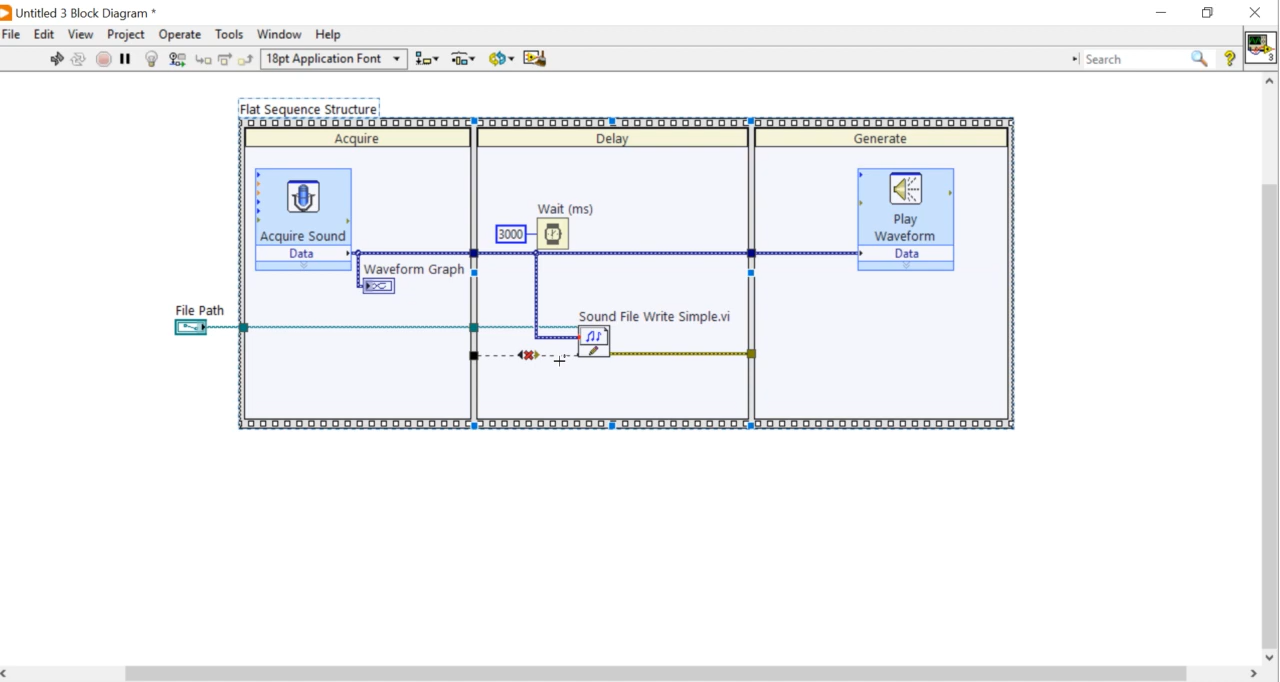 Untitled 3 Block Diagram *
File Edit View Project Operate Tools Window Help
18pt Application Font
Search
?
3
Flat Sequence Structure
Acquire Delay Generate
Wait (ms)
3000
Play
Waveform
Acquire Sound
Data
Data
Waveform Graph
File Path
Sound File Write Simple.vi